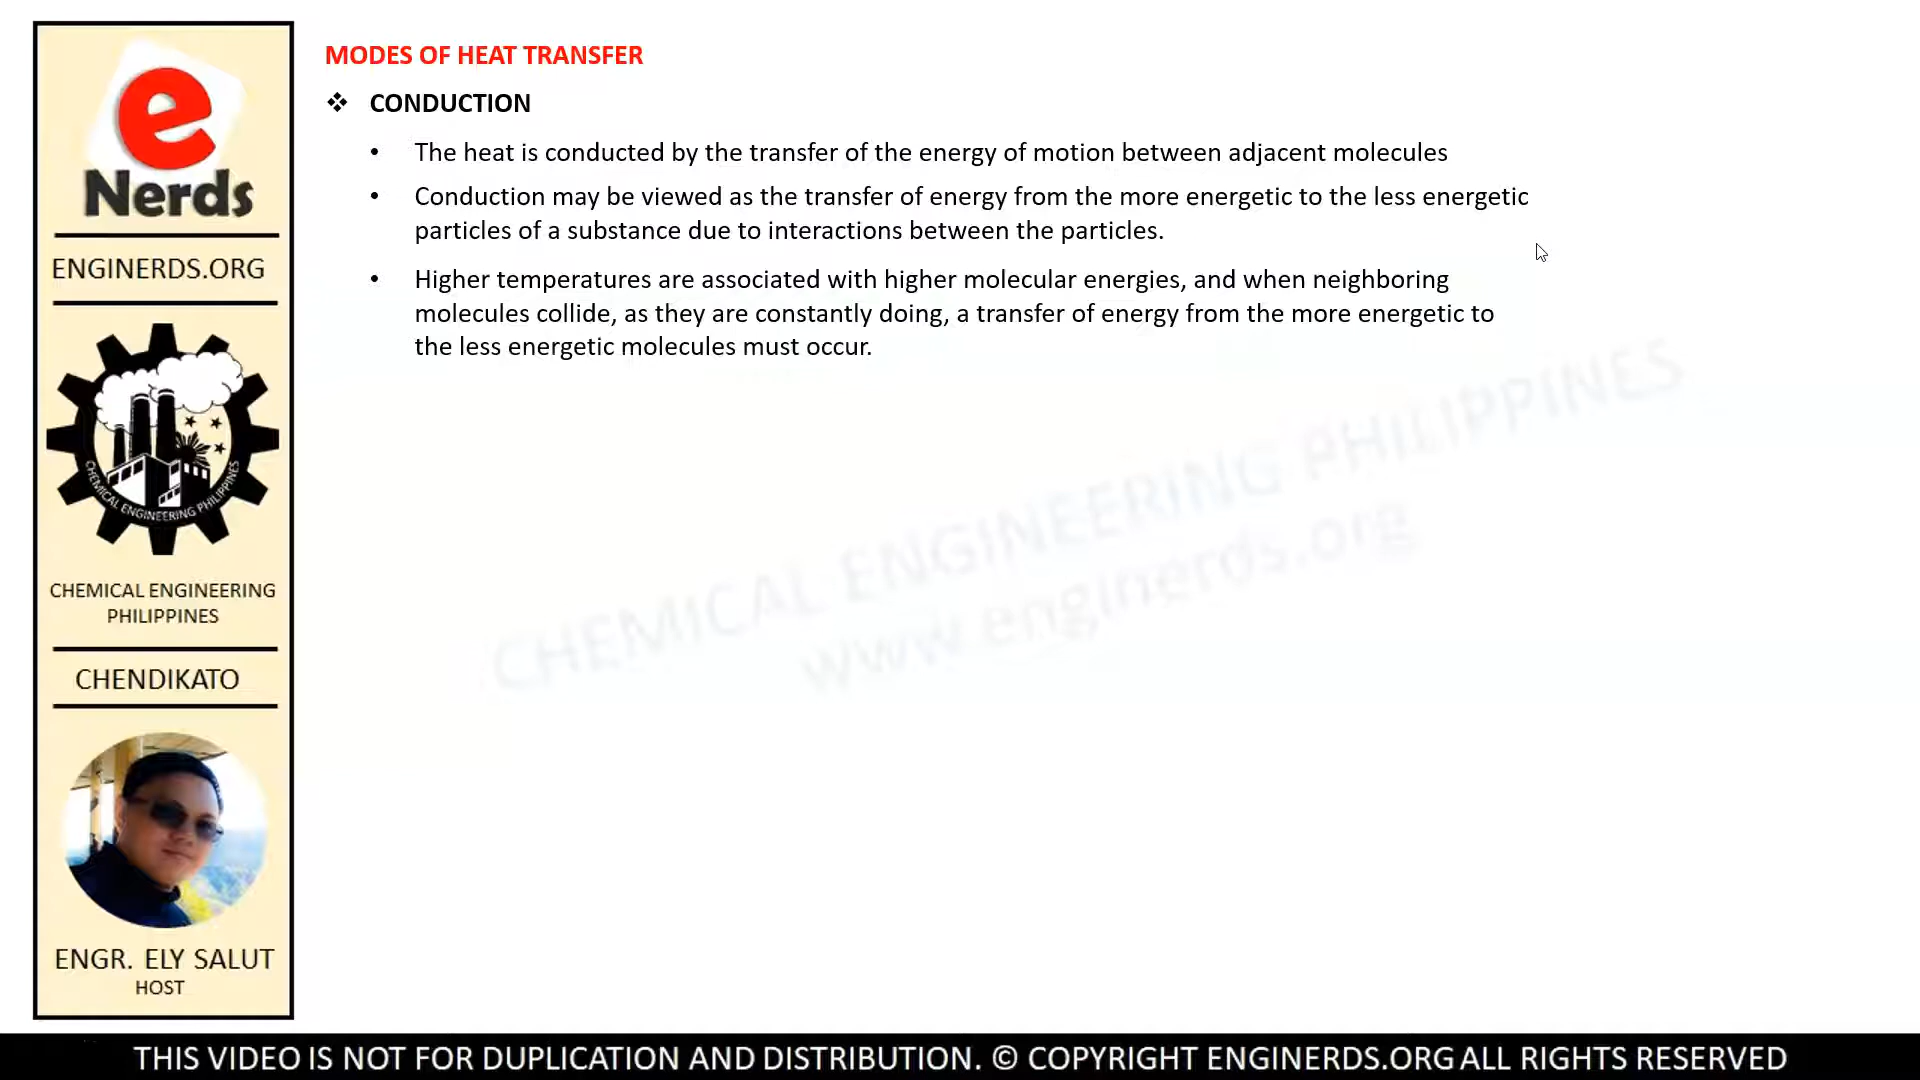 e
Nerds
ENGINERDS.ORG
CHEMICAL ENGINEERING PHILIPPINES
CHEMICAL ENGINEERING
PHILIPPINES
CHENDIKATO
ENGR. ELY SALUT
HOST
MODES OF HEAT TRANSFER
❖ CONDUCTION
• The heat is conducted by the transfer of the energy of motion between adjacent molecules
• Conduction may be viewed as the transfer of energy from the more energetic to the less energetic
particles of a substance due to interactions between the particles.
• Higher temperatures are associated with higher molecular energies, and when neighboring
molecules collide, as they are constantly doing, a transfer of energy from the more energetic to
the less energetic molecules must occur.
CHEMICAL ENGINEERING PHILIPPINES
www.enginerds.org
THIS VIDEO IS NOT FOR DUPLICATION AND DISTRIBUTION. © COPYRIGHT ENGINERDS.ORG ALL RIGHTS RESERVED